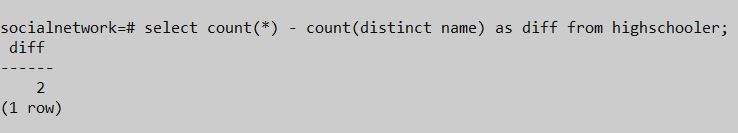 socialnetwork=# select count(*) - count(distinct name) as diff from highschooler;
 diff
------
    2
(1 row)